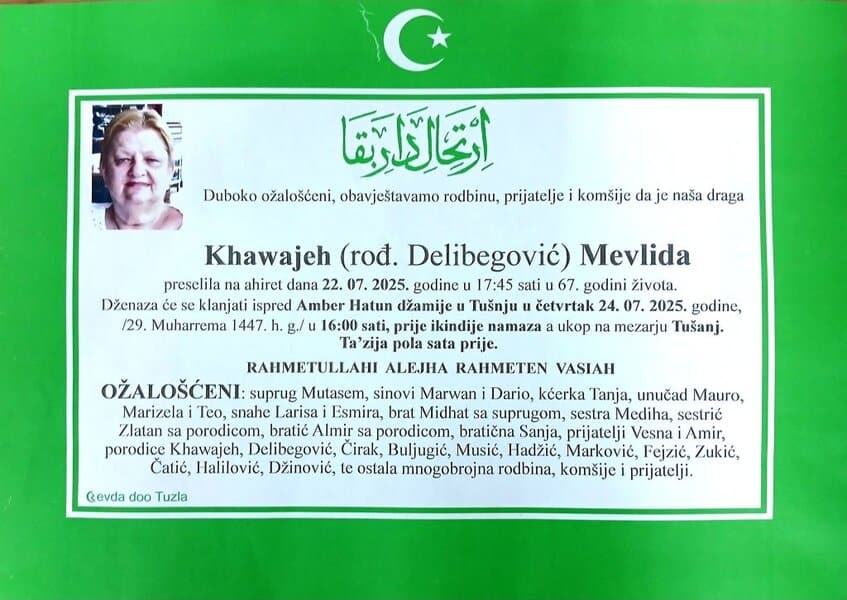 اِرْتِحَالِ دَارِ بَقَا
Duboko ožalošćeni, obavještavamo rodbinu, prijatelje i komšije da je naša draga
Khawajeh (rođ. Delibegović) Mevlida
preselila na ahiret dana 22. 07. 2025. godine u 17:45 sati u 67. godini života.
Dženaza će se klanjati ispred Amber Hatun džamije u Tušnju u četvrtak 24. 07. 2025. godine,
/29. Muharrema 1447. h. g./ u 16:00 sati, prije ikindije namaza a ukop na mezarju Tušanj.
Ta'zija pola sata prije.
RAHMETULLAHI ALEJHA RAHMETEN VASIAH
OŽALOŠĆENI: suprug Mutasem, sinovi Marwan i Dario, kćerka Tanja, unučad Mauro,
Marizela i Teo, snahe Larisa i Esmira, brat Midhat sa suprugom, sestra Mediha, sestrić
Zlatan sa porodicom, bratić Almir sa porodicom, bratična Sanja, prijatelji Vesna i Amir,
porodice Khawajeh, Delibegović, Čirak, Buljugić, Musić, Hadžić, Marković, Fejzić, Zukić,
Čatić, Halilović, Džinović, te ostala mnogobrojna rodbina, komšije i prijatelji.
doo Tuzla